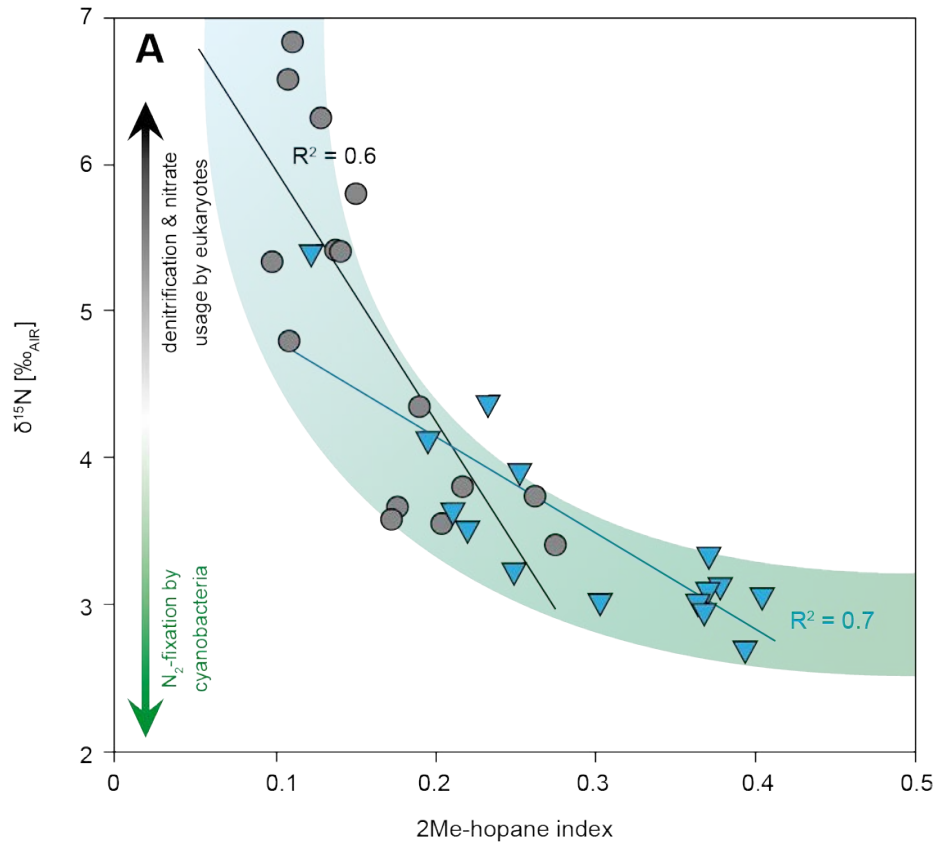 A
7
6
5
4
3
2
δ¹⁵N [‰AIR]
denitrification & nitrate
usage by eukaryotes
N₂-fixation by
cyanobacteria
R² = 0.6
R² = 0.7
0
0.1
0.2
0.3
0.4
0.5
2Me-hopane index